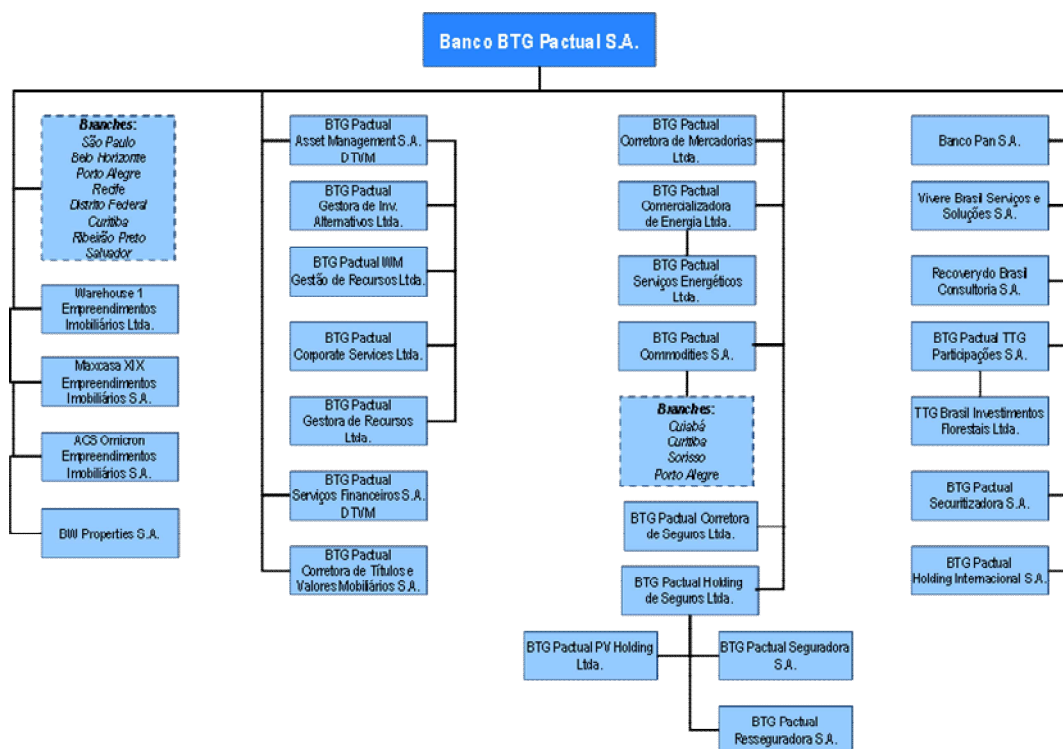 Banco BTG Pactual S.A.
Branches:
São Paulo
Belo Horizonte
Porto Alegre
Recife
Distrito Federal
Curitiba
Ribeirão Preto
Salvador
Warehouse 1
Empreendimentos
Imobiliários Ltda.
Maxcasa XIX
Empreendimentos
Imobiliários S.A.
ACS Omicron
Empreendimentos
Imobiliários S.A.
BW Properties S.A.
BTG Pactual
Asset Management S.A.
DTVM
BTG Pactual
Gestora de Inv.
Alternativos Ltda.
BTG Pactual WM
Gestão de Recursos Ltda.
BTG Pactual
Corporate Services Ltda.
BTG Pactual
Gestora de Recursos
Ltda.
BTG Pactual
Serviços Financeiros S.A.
DTVM
BTG Pactual
Corretora de Títulos e
Valores Mobiliários S.A.
BTG Pactual
Corretora de Mercadorias
Ltda.
BTG Pactual
Comercializadora
de Energia Ltda.
BTG Pactual
Serviços Energéticos
Ltda.
BTG Pactual
Commodities S.A.
Branches:
Cuiabá
Curitiba
Sorisso
Porto Alegre
BTG Pactual Corretora
de Seguros Ltda.
BTG Pactual Holding
de Seguros Ltda.
BTG Pactual PV Holding
Ltda.
BTG Pactual Seguradora
S.A.
BTG Pactual
Resseguradora S.A.
Banco Pan S.A.
Vivere Brasil Serviços e
Soluções S.A.
Recovery do Brasil
Consultoria S.A.
BTG Pactual TTG
Participações S.A.
TTG Brasil Investimentos
Florestais Ltda.
BTG Pactual
Securitizadora S.A.
BTG Pactual
Holding Internacional S.A.